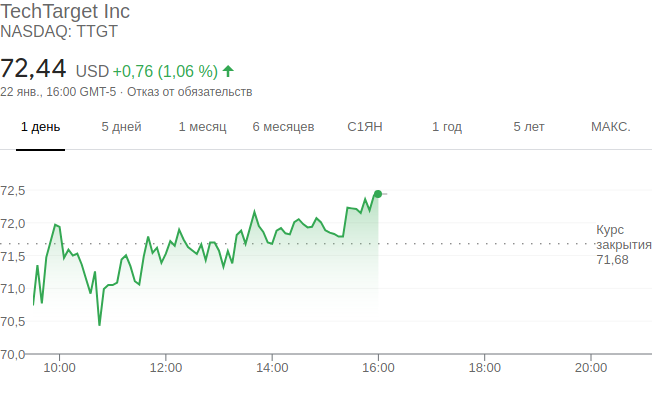 TechTarget Inc
NASDAQ: TTGT
72,44 USD +0,76 (1,06 %)
22 янв., 16:00 GMT-5 · Отказ от обязательств
1 день 5 дней 1 месяц 6 месяцев С1ЯН 1 год 5 лет МАКС.
72,5
72,0
71,5
71,0
70,5
70,0
Курс
закрытия
71,68
10:00 12:00 14:00 16:00 18:00 20:00